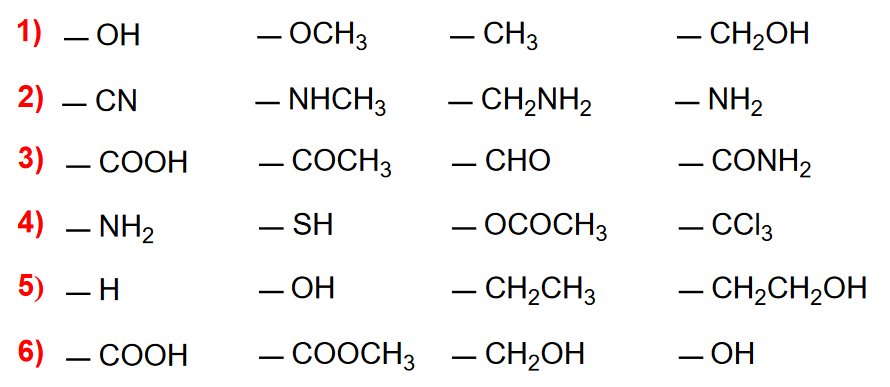 1) — OH — OCH₃ — CH₃ — CH₂OH
2) — CN — NHCH₃ — CH₂NH₂ — NH₂
3) — COOH — COCH₃ — CHO — CONH₂
4) — NH₂ — SH — OCOCH₃ — CCl₃
5) — H — OH — CH₂CH₃ — CH₂CH₂OH
6) — COOH — COOCH₃ — CH₂OH — OH